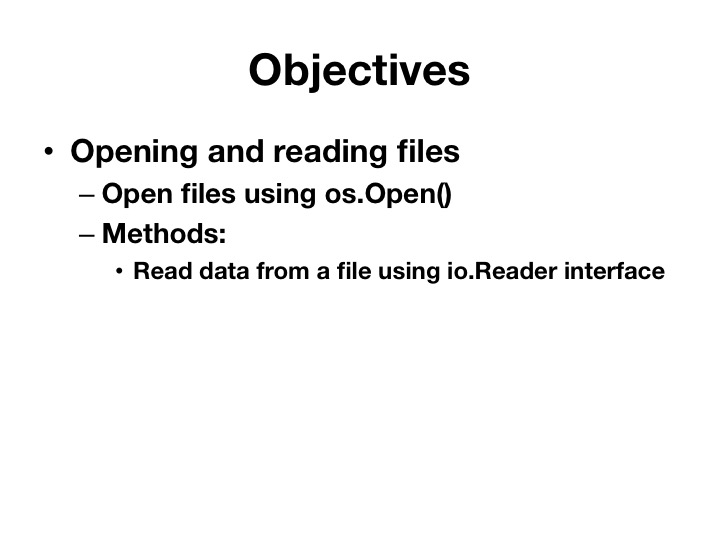 Objectives
• Opening and reading files
– Open files using os.Open()
– Methods:
• Read data from a file using io.Reader interface